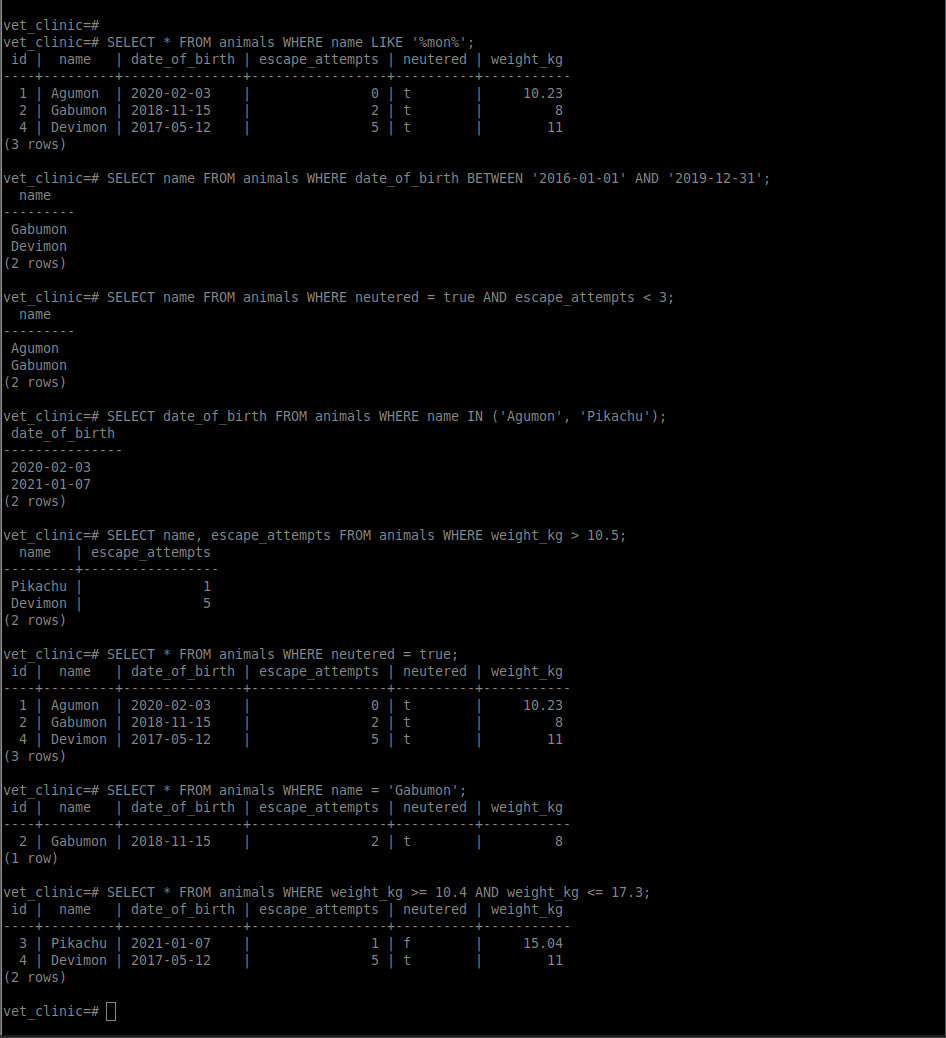 vet_clinic=#
vet_clinic=# SELECT * FROM animals WHERE name LIKE '%mon%';
 id |  name   | date_of_birth | escape_attempts | neutered | weight_kg
----+---------+---------------+-----------------+----------+-----------
  1 | Agumon  | 2020-02-03    |               0 | t        |     10.23
  2 | Gabumon | 2018-11-15    |               2 | t        |         8
  4 | Devimon | 2017-05-12    |               5 | t        |        11
(3 rows)

vet_clinic=# SELECT name FROM animals WHERE date_of_birth BETWEEN '2016-01-01' AND '2019-12-31';
  name
---------
 Gabumon
 Devimon
(2 rows)

vet_clinic=# SELECT name FROM animals WHERE neutered = true AND escape_attempts < 3;
  name
---------
 Agumon
 Gabumon
(2 rows)

vet_clinic=# SELECT date_of_birth FROM animals WHERE name IN ('Agumon', 'Pikachu');
 date_of_birth
---------------
 2020-02-03
 2021-01-07
(2 rows)

vet_clinic=# SELECT name, escape_attempts FROM animals WHERE weight_kg > 10.5;
  name   | escape_attempts
---------+-----------------
 Pikachu |               1
 Devimon |               5
(2 rows)

vet_clinic=# SELECT * FROM animals WHERE neutered = true;
 id |  name   | date_of_birth | escape_attempts | neutered | weight_kg
----+---------+---------------+-----------------+----------+-----------
  1 | Agumon  | 2020-02-03    |               0 | t        |     10.23
  2 | Gabumon | 2018-11-15    |               2 | t        |         8
  4 | Devimon | 2017-05-12    |               5 | t        |        11
(3 rows)

vet_clinic=# SELECT * FROM animals WHERE name = 'Gabumon';
 id |  name   | date_of_birth | escape_attempts | neutered | weight_kg
----+---------+---------------+-----------------+----------+-----------
  2 | Gabumon | 2018-11-15    |               2 | t        |         8
(1 row)

vet_clinic=# SELECT * FROM animals WHERE weight_kg >= 10.4 AND weight_kg <= 17.3;
 id |  name   | date_of_birth | escape_attempts | neutered | weight_kg
----+---------+---------------+-----------------+----------+-----------
  3 | Pikachu | 2021-01-07    |               1 | f        |     15.04
  4 | Devimon | 2017-05-12    |               5 | t        |        11
(2 rows)

vet_clinic=#